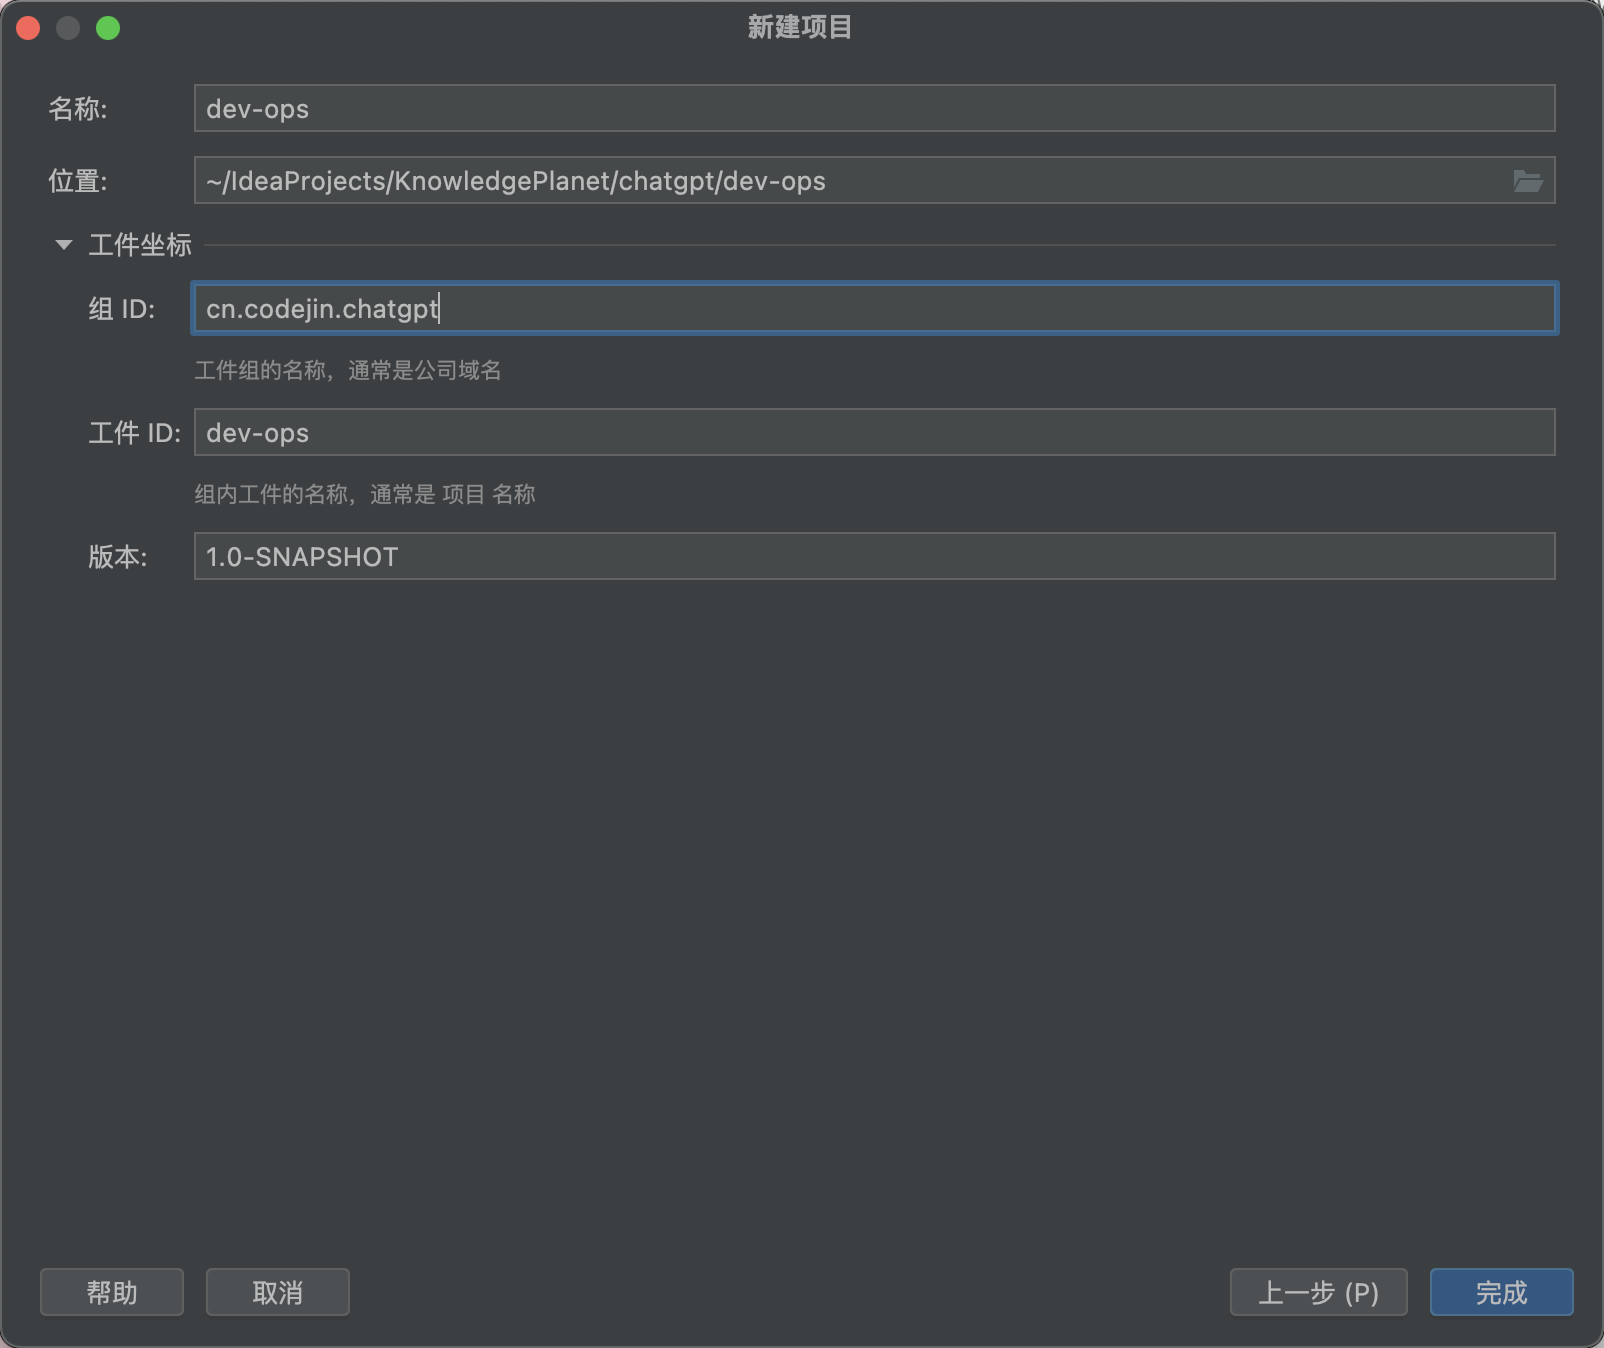 新建项目
名称: dev-ops
位置: ~/IdeaProjects/KnowledgePlanet/chatgpt/dev-ops
工件坐标
组 ID: cn.codejin.chatgpt
工件组的名称，通常是公司域名
工件 ID: dev-ops
组内工件的名称，通常是 项目 名称
版本: 1.0-SNAPSHOT
帮助 取消 上一步 (P) 完成